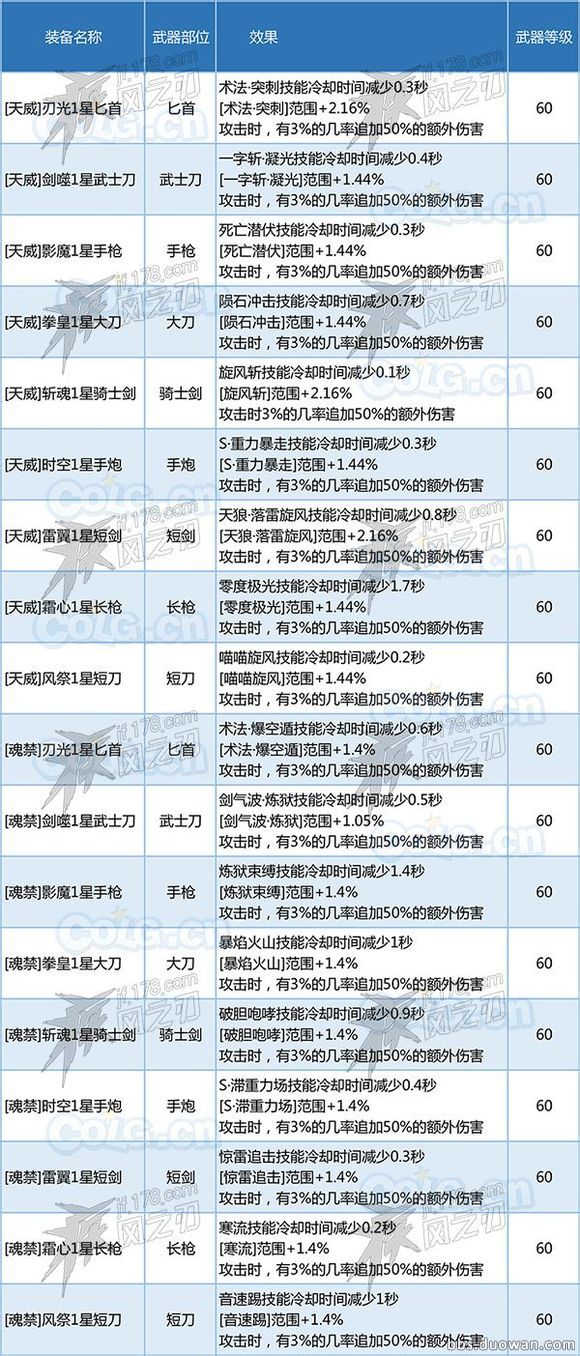 装备名称 武器部位 效果 武器等级
术法·突刺技能冷却时间减少0.3秒
[天威]刃光1星匕首 匕首 [术法·突刺]范围+2.16% 60
攻击时，有3%的几率追加50%的额外伤害
一字斩·凝光技能冷却时间减少0.4秒
[天威]剑噬1星武士刀 武士刀 [一字斩·凝光]范围+1.44% 60
攻击时，有3%的几率追加50%的额外伤害
死亡潜伏技能冷却时间减少0.3秒
[天威]影魔1星手枪 手枪 [死亡潜伏]范围+1.44% 60
攻击时，有3%的几率追加50%的额外伤害
陨石冲击技能冷却时间减少0.7秒
[天威]拳皇1星大刀 大刀 [陨石冲击]范围+1.44% 60
攻击时，有3%的几率追加50%的额外伤害
旋风斩技能冷却时间减少0.1秒
[天威]斩魂1星骑士剑 骑士剑 [旋风斩]范围+2.16% 60
攻击时3%的几率追加50%的额外伤害
S·重力暴走技能冷却时间减少0.3秒
[天威]时空1星手炮 手炮 [S·重力暴走]范围+1.44% 60
攻击时，有3%的几率追加50%的额外伤害
天狼·落雷旋风技能冷却时间减少0.8秒
[天威]雷翼1星短剑 短剑 [天狼·落雷旋风]范围+2.16% 60
攻击时，有3%的几率追加50%的额外伤害
零度极光技能冷却时间减少1.7秒
[天威]霜心1星长枪 长枪 [零度极光]范围+1.44% 60
攻击时，有3%的几率追加50%的额外伤害
喵喵旋风技能冷却时间减少0.2秒
[天威]风祭1星短刀 短刀 [喵喵旋风]范围+1.44% 60
攻击时，有3%的几率追加50%的额外伤害
术法·爆空遁技能冷却时间减少0.6秒
[魂禁]刃光1星匕首 匕首 [术法·爆空遁]范围+1.4% 60
攻击时，有3%的几率追加50%的额外伤害
剑气波·炼狱技能冷却时间减少0.5秒
[魂禁]剑噬1星武士刀 武士刀 [剑气波·炼狱]范围+1.05% 60
攻击时，有3%的几率追加50%的额外伤害
炼狱束缚技能冷却时间减少1.4秒
[魂禁]影魔1星手枪 手枪 [炼狱束缚]范围+1.4% 60
攻击时，有3%的几率追加50%的额外伤害
暴焰火山技能冷却时间减少1秒
[魂禁]拳皇1星大刀 大刀 [暴焰火山]范围+1.4% 60
攻击时，有3%的几率追加50%的额外伤害
破胆咆哮技能冷却时间减少0.9秒
[魂禁]斩魂1星骑士剑 骑士剑 [破胆咆哮]范围+1.4% 60
攻击时，有3%的几率追加50%的额外伤害
S·滞重力场技能冷却时间减少0.4秒
[魂禁]时空1星手炮 手炮 [S·滞重力场]范围+1.4% 60
攻击时，有3%的几率追加50%的额外伤害
惊雷追击技能冷却时间减少0.3秒
[魂禁]雷翼1星短剑 短剑 [惊雷追击]范围+1.4% 60
攻击时，有3%的几率追加50%的额外伤害
寒流技能冷却时间减少0.2秒
[魂禁]霜心1星长枪 长枪 [寒流]范围+1.4% 60
攻击时，有3%的几率追加50%的额外伤害
音速踢技能冷却时间减少1秒
[魂禁]风祭1星短刀 短刀 [音速踢]范围+1.4% 60
攻击时，有3%的几率追加50%的额外伤害
bbs.duowan.com